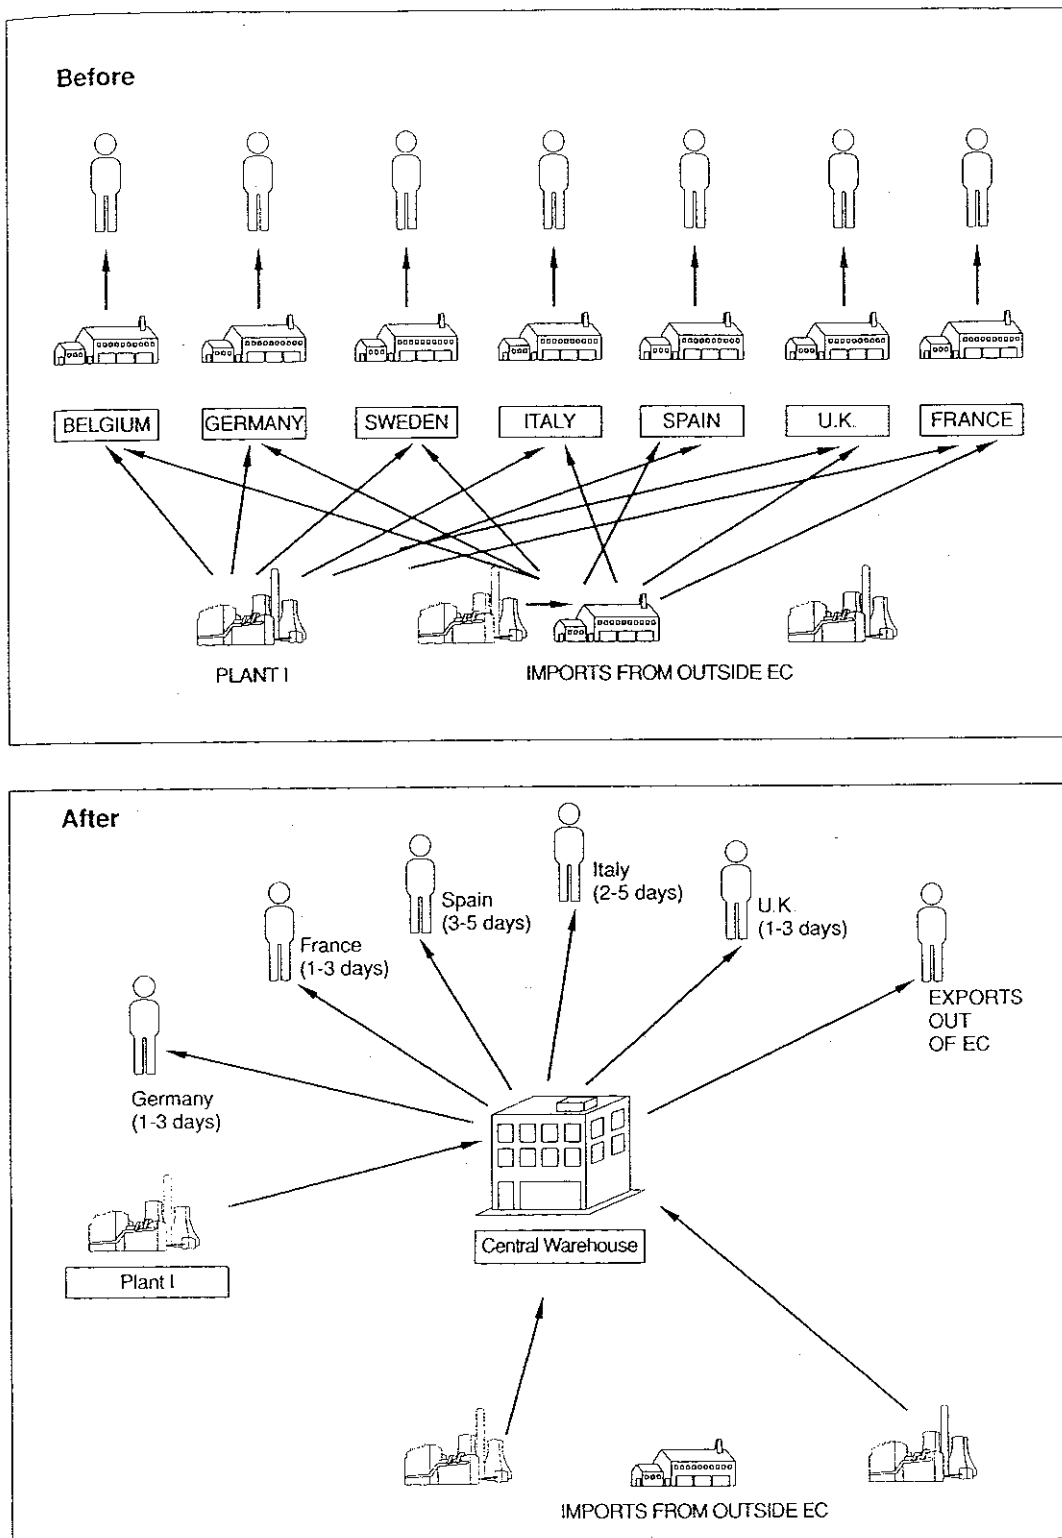 Before
BELGIUM
GERMANY
SWEDEN
ITALY
SPAIN
U.K.
FRANCE
PLANT I
IMPORTS FROM OUTSIDE EC
After
Italy
(2-5 days)
Spain
(3-5 days)
U.K.
(1-3 days)
France
(1-3 days)
EXPORTS
OUT
OF EC
Germany
(1-3 days)
Central Warehouse
Plant I
IMPORTS FROM OUTSIDE EC